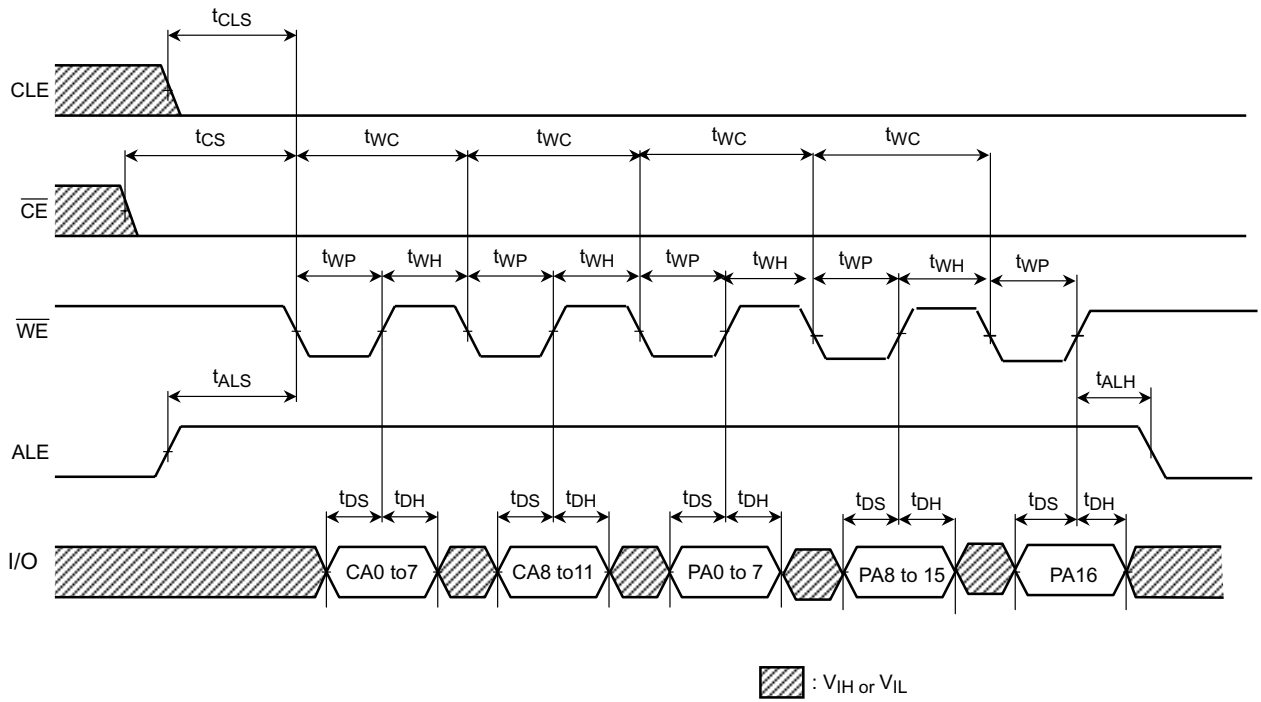 tCLS
CLE
tCS tWC tWC tWC tWC
CE
tWP tWH tWP tWH tWP tWH tWP tWH tWP
WE
tALS tALH
ALE
tDS tDH tDS tDH tDS tDH tDS tDH tDS tDH
I/O CA0 to7 CA8 to11 PA0 to 7 PA8 to 15 PA16
: VIH or VIL